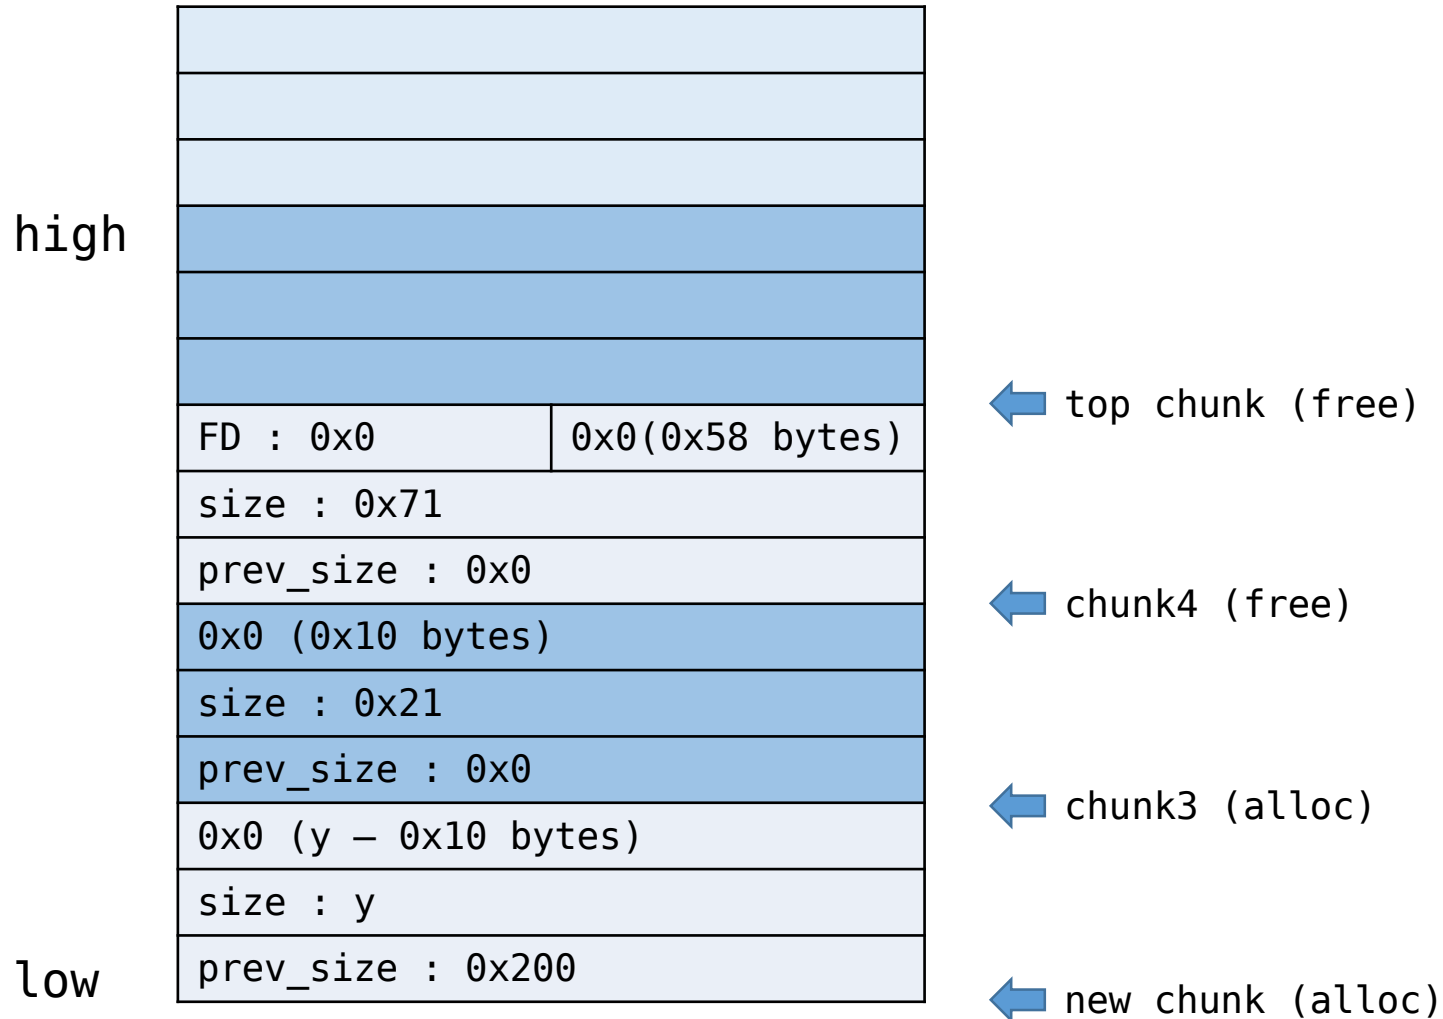 high
top chunk (free)
FD : 0x0 0x0(0x58 bytes)
size : 0x71
prev_size : 0x0
chunk4 (free)
0x0 (0x10 bytes)
size : 0x21
prev_size : 0x0
chunk3 (alloc)
0x0 (y – 0x10 bytes)
size : y
low
prev_size : 0x200
new chunk (alloc)